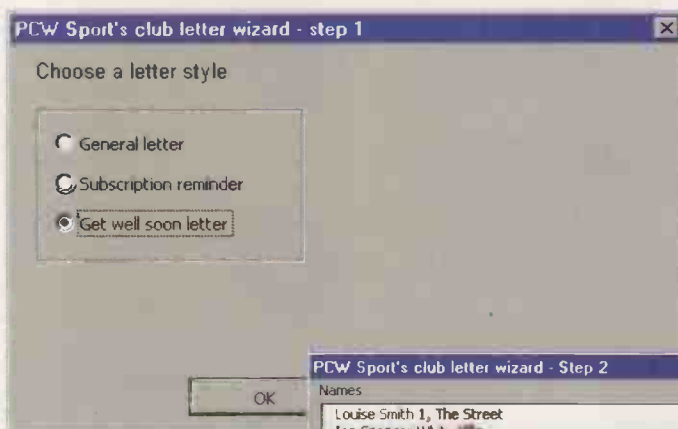 PCW Sport's club letter wizard - step 1
Choose a letter style
General letter
Subscription reminder
Get well soon letter
OK
PCW Sport's club letter wizard - Step 2
Names
Louise Smith 1, The Street